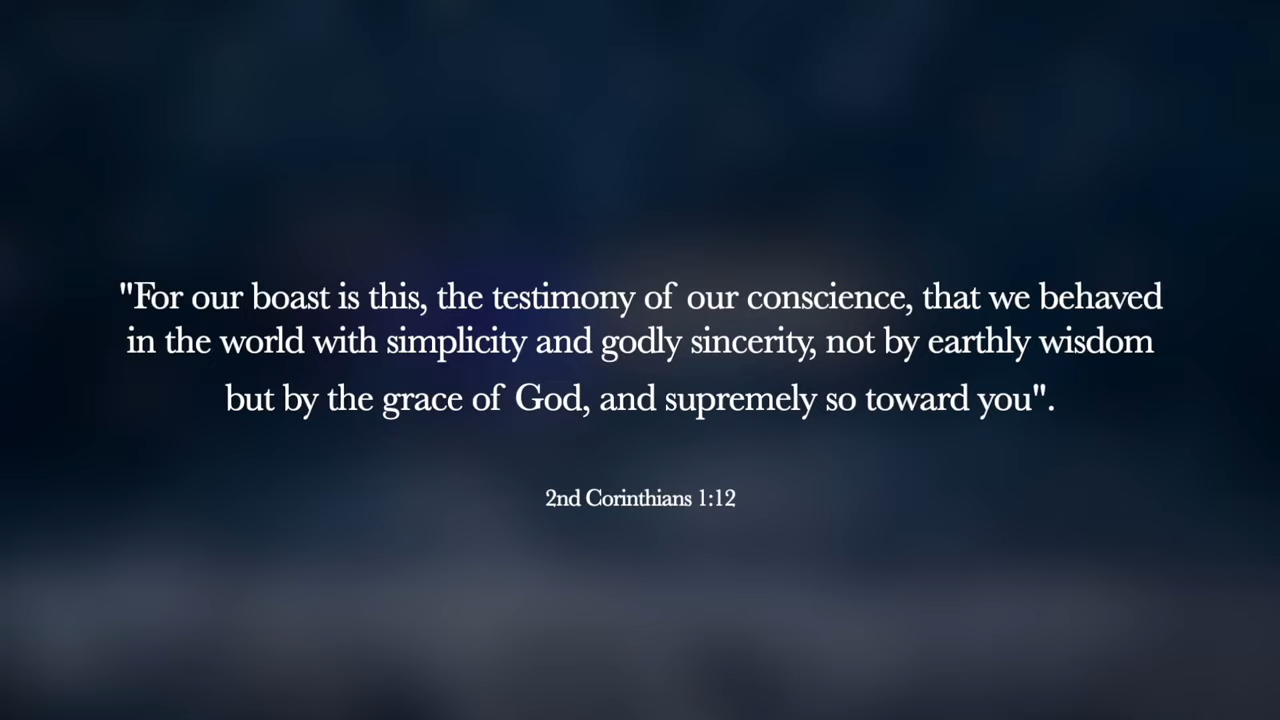 "For our boast is this, the testimony of our conscience, that we behaved
in the world with simplicity and godly sincerity, not by earthly wisdom
but by the grace of God, and supremely so toward you".
2nd Corinthians 1:12